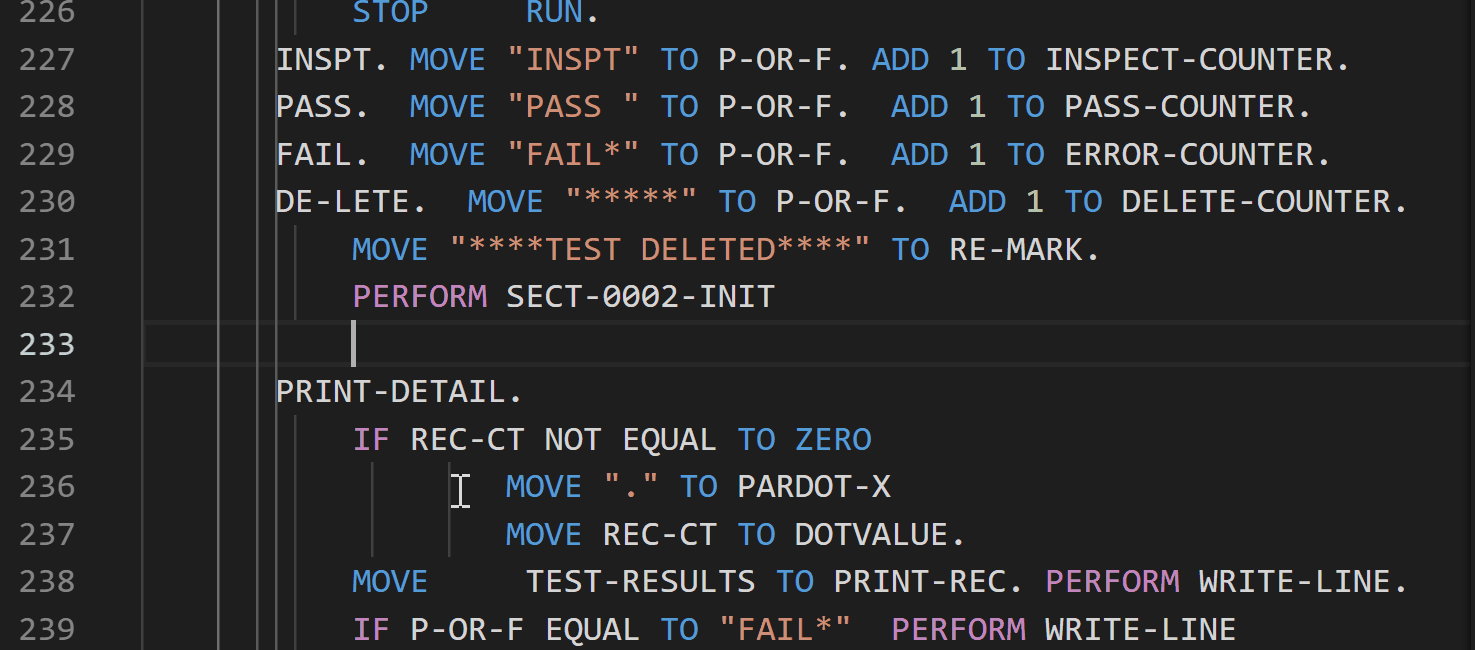 226 STOP RUN.
227 INSPT. MOVE "INSPT" TO P-OR-F. ADD 1 TO INSPECT-COUNTER.
228 PASS. MOVE "PASS " TO P-OR-F. ADD 1 TO PASS-COUNTER.
229 FAIL. MOVE "FAIL*" TO P-OR-F. ADD 1 TO ERROR-COUNTER.
230 DE-LETE. MOVE "*****" TO P-OR-F. ADD 1 TO DELETE-COUNTER.
231 MOVE "****TEST DELETED****" TO RE-MARK.
232 PERFORM SECT-0002-INIT
233
234 PRINT-DETAIL.
235 IF REC-CT NOT EQUAL TO ZERO
236 MOVE "." TO PARDOT-X
237 MOVE REC-CT TO DOTVALUE.
238 MOVE TEST-RESULTS TO PRINT-REC. PERFORM WRITE-LINE.
239 IF P-OR-F EQUAL TO "FAIL*" PERFORM WRITE-LINE